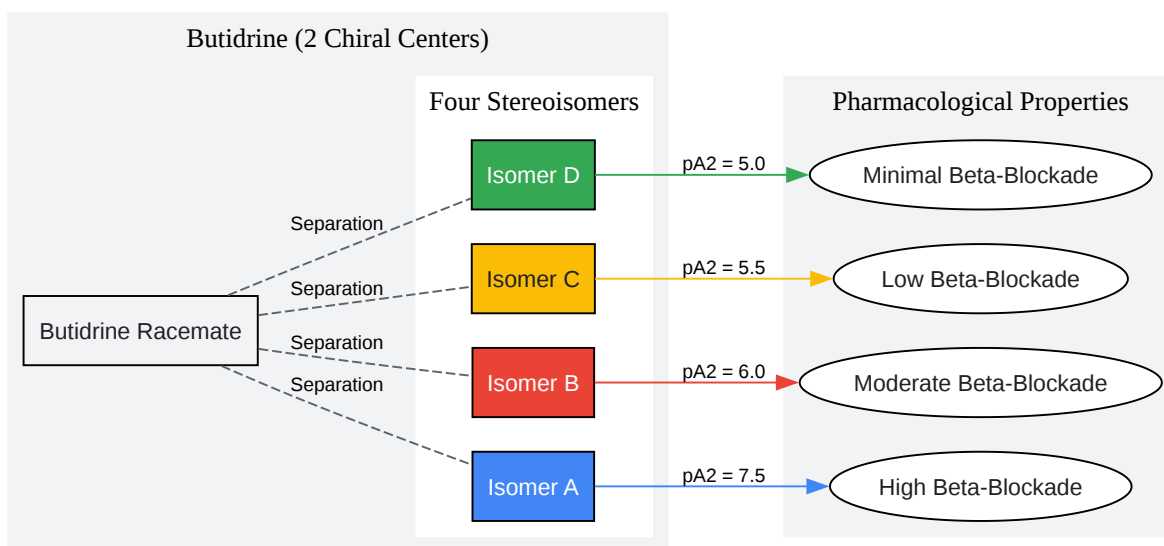 Butidrine (2 Chiral Centers)
Four Stereoisomers
Pharmacological Properties
Isomer D
pA2 = 5.0
Minimal Beta-Blockade
Separation
Isomer C
pA2 = 5.5
Low Beta-Blockade
Separation
Butidrine Racemate
Separation
Isomer B
pA2 = 6.0
Moderate Beta-Blockade
Separation
Isomer A
pA2 = 7.5
High Beta-Blockade